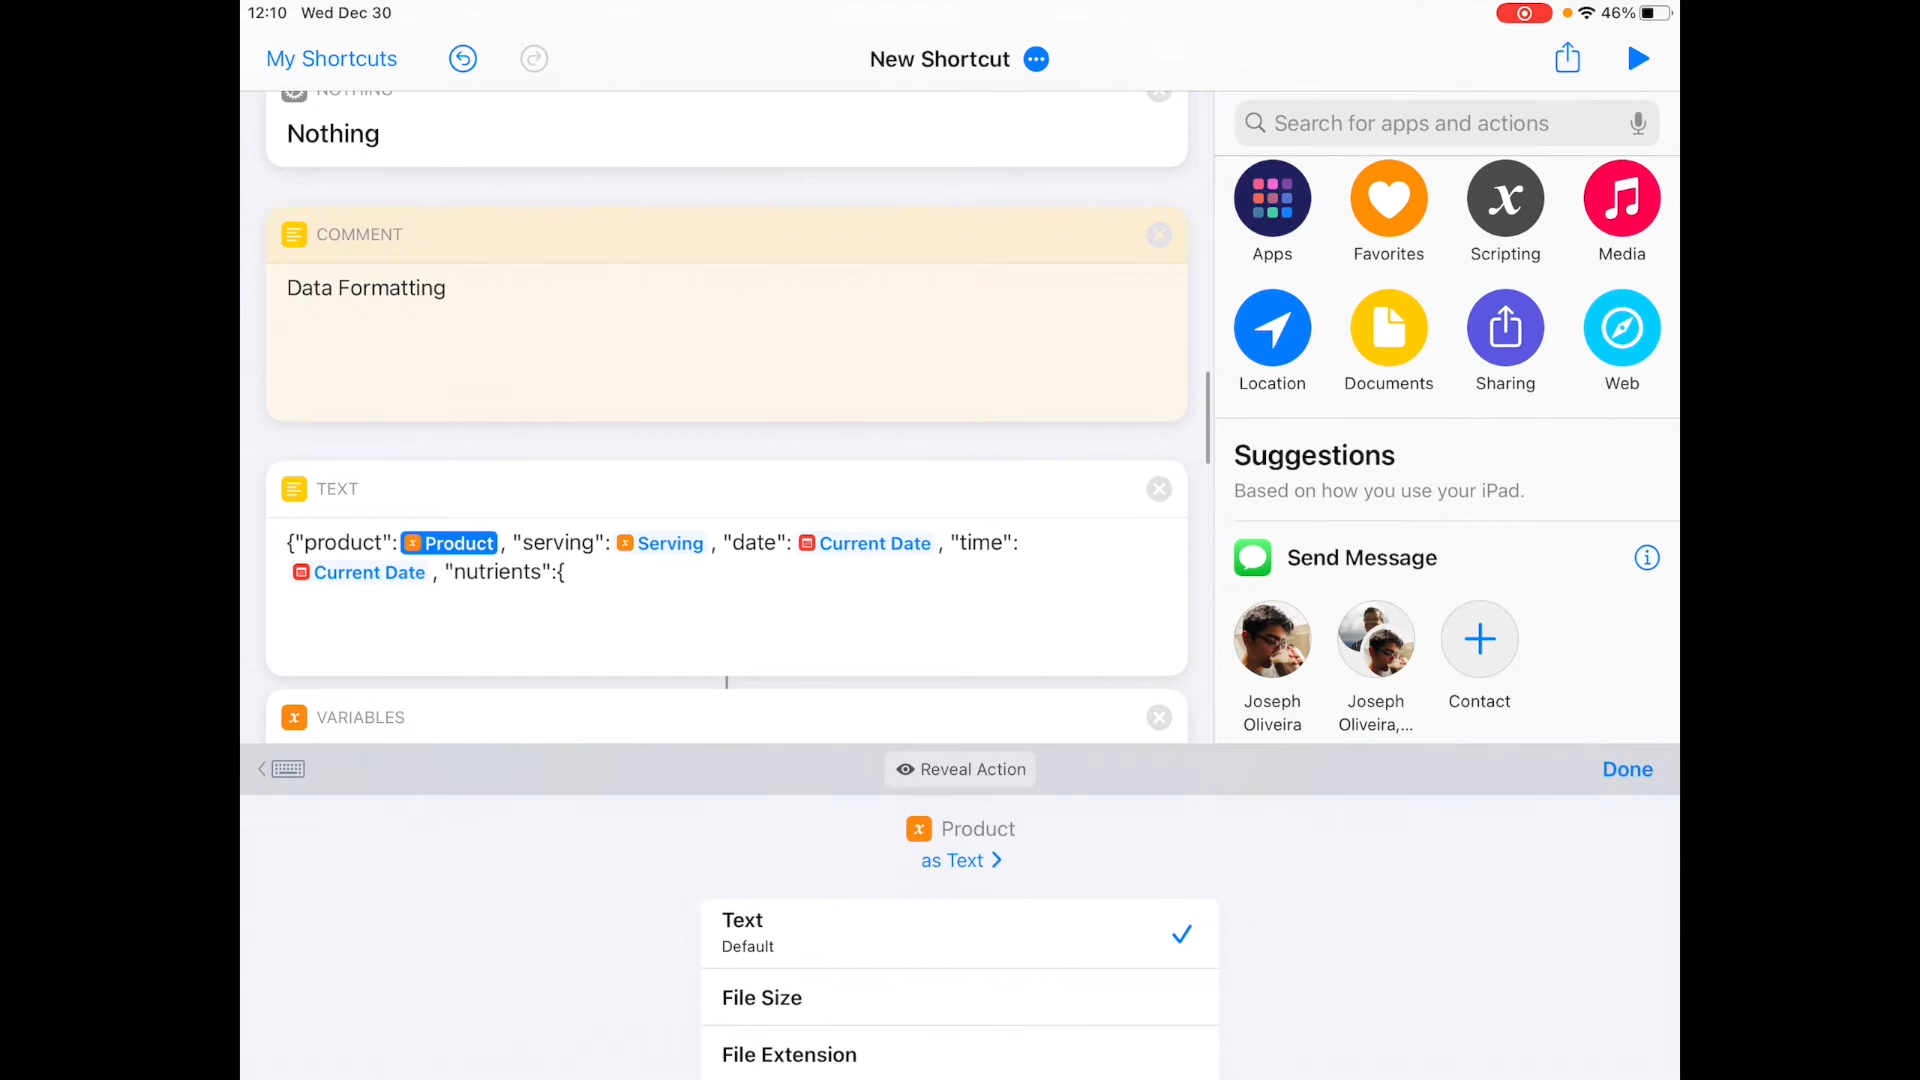 12:10 Wed Dec 30
46%
My Shortcuts
New Shortcut
NOTHING
Nothing
COMMENT
Data Formatting
TEXT
{"product": Product , "serving": Serving , "date": Current Date , "time":
Current Date , "nutrients":{
VARIABLES
Search for apps and actions
Apps
Favorites
Scripting
Media
Location
Documents
Sharing
Web
Suggestions
Based on how you use your iPad.
Send Message
Joseph
Oliveira
Joseph
Oliveira,...
Contact
Reveal Action
Done
Product
as Text
Text
Default
File Size
File Extension